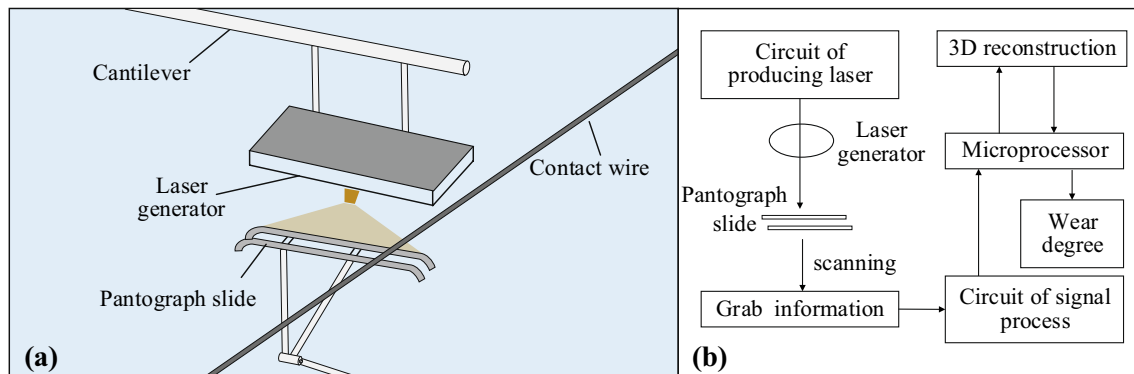 Cantilever
Laser
generator
Contact wire
Pantograph slide
(a)
Circuit of
producing laser
Laser
generator
Pantograph
slide
scanning
Grab information
3D reconstruction
Microprocessor
Wear
degree
Circuit of signal
process
(b)